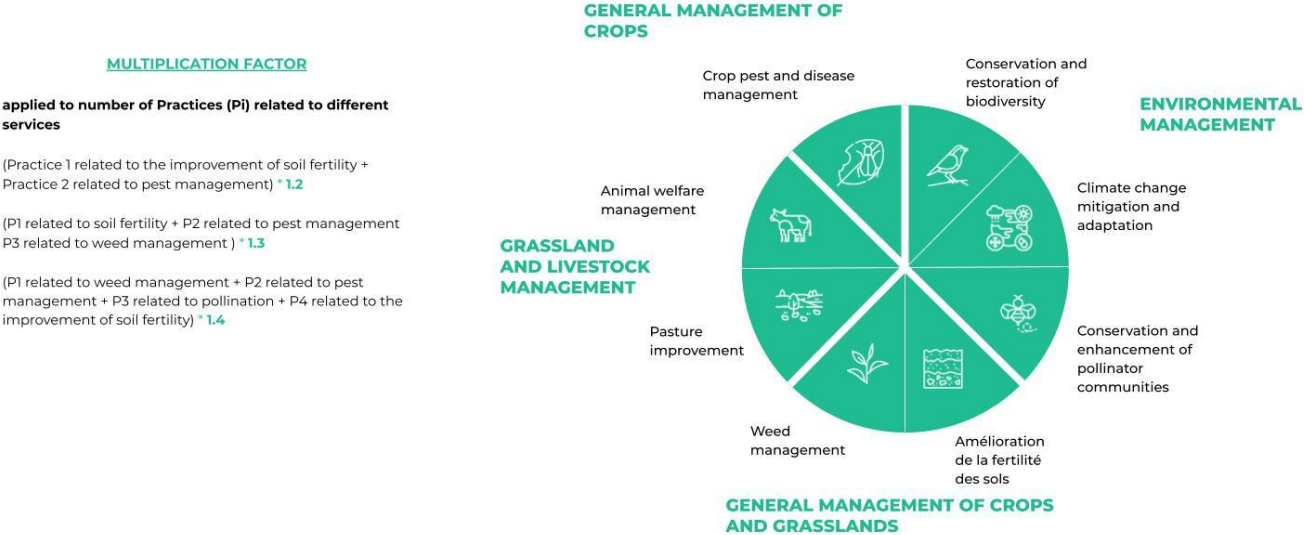 MULTIPLICATION FACTOR
applied to number of Practices (Pi) related to different
services
(Practice 1 related to the improvement of soil fertility +
Practice 2 related to pest management) * 1.2
(P1 related to soil fertility + P2 related to pest management
P3 related to weed management ) * 1.3
(P1 related to weed management + P2 related to pest
management + P3 related to pollination + P4 related to the
improvement of soil fertility) * 1.4
GENERAL MANAGEMENT OF
CROPS
Crop pest and disease
management
Conservation and
restoration of
biodiversity
ENVIRONMENTAL
MANAGEMENT
Animal welfare
management
Climate change
mitigation and
adaptation
GRASSLAND
AND LIVESTOCK
MANAGEMENT
Pasture
improvement
Conservation and
enhancement of
pollinator
communities
Weed
management
Amélioration
de la fertilité
des sols
GENERAL MANAGEMENT OF CROPS
AND GRASSLANDS